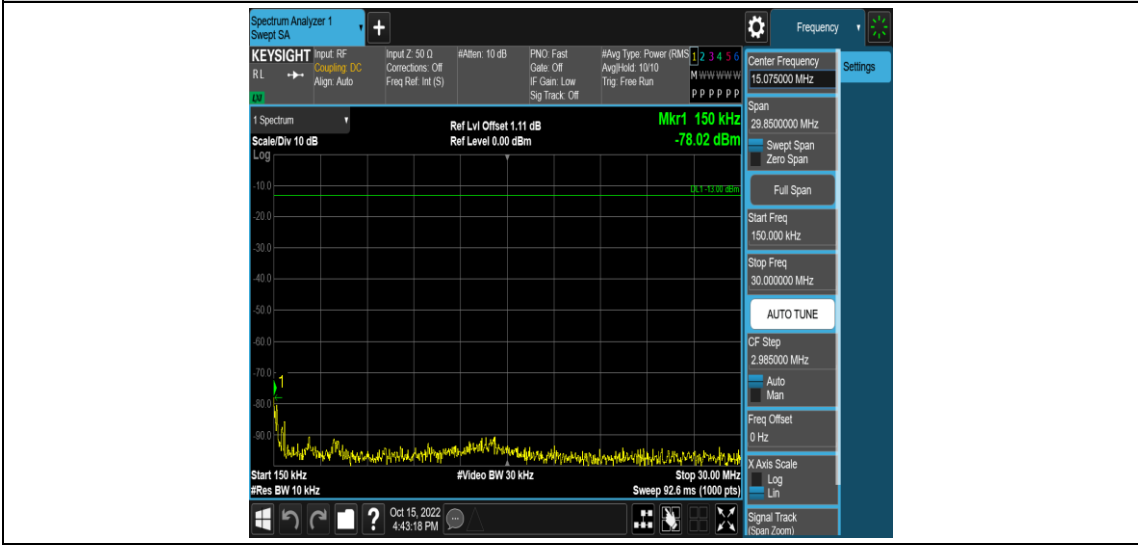 Spectrum Analyzer 1
Swept SA
+
Frequency
KEYSIGHT
RL
LM
Input: RF
Coupling: DC
Align: Auto
Input Z: 50 Ω
Corrections: Off
Freq Ref: Int (S)
#Atten: 10 dB
PNO: Fast
Gate: Off
IF Gain: Low
Sig Track: Off
#Avg Type: Power (RMS
Avg|Hold: 10/10
Trig: Free Run
1 2 3 4 5 6
M W W W W W
P P P P P P
1 Spectrum
Scale/Div 10 dB
Log
Ref Lvl Offset 1.11 dB
Ref Level 0.00 dBm
Mkr1 150 kHz
-78.02 dBm
DL1 -13.00 dBm
-10.0
-20.0
-30.0
-40.0
-50.0
-60.0
-70.0
1
-80.0
-90.0
Start 150 kHz
#Res BW 10 kHz
#Video BW 30 kHz
Stop 30.00 MHz
Sweep 92.6 ms (1000 pts)
?
Oct 15, 2022
4:43:18 PM
Center Frequency
15.075000 MHz
Settings
Span
29.8500000 MHz
Swept Span
Zero Span
Full Span
Start Freq
150.000 kHz
Stop Freq
30.000000 MHz
AUTO TUNE
CF Step
2.985000 MHz
Auto
Man
Freq Offset
0 Hz
X Axis Scale
Log
Lin
Signal Track
(Span Zoom)